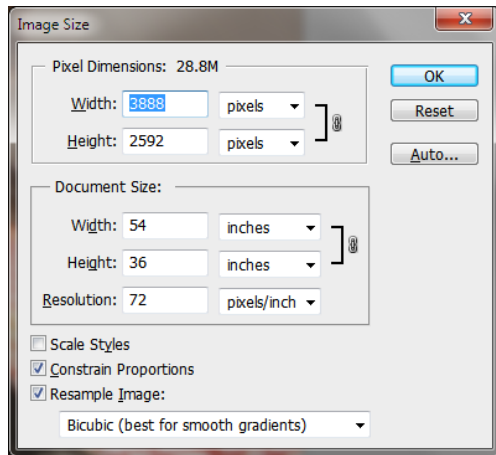 Image Size
Pixel Dimensions: 28.8M
Width: 3888 pixels
Height: 2592 pixels
OK
Reset
Auto...
Document Size:
Width: 54 inches
Height: 36 inches
Resolution: 72 pixels/inch
Scale Styles
Constrain Proportions
Resample Image:
Bicubic (best for smooth gradients)